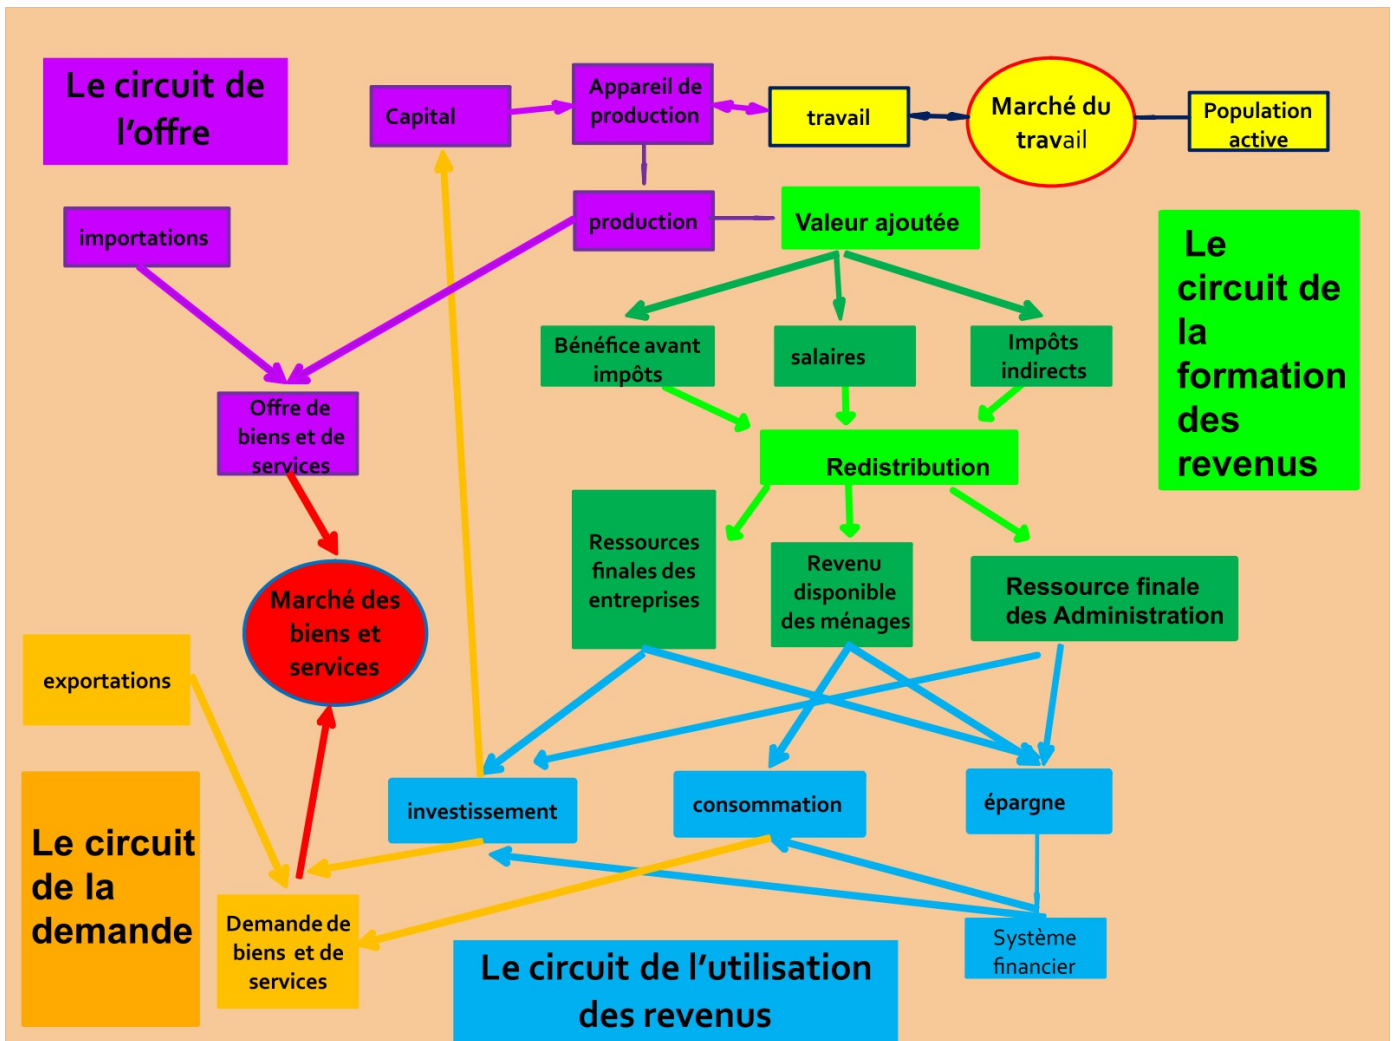 Le circuit de
l'offre
Capital
Appareil de
production
travail
Marché du
travail
Population
active
importations
production
Valeur ajoutée
Le
circuit de
la
formation
des
revenus
Bénéfice avant
impôts
salaires
Impôts
indirects
Offre de
biens et de
services
Redistribution
Ressources
finales des
entreprises
Revenu
disponible
des ménages
Ressource finale
des Administration
Marché des
biens et
services
exportations
investissement
consommation
épargne
Le circuit
de la
demande
Demande de
biens et de
services
Système
financier
Le circuit de l'utilisation
des revenus